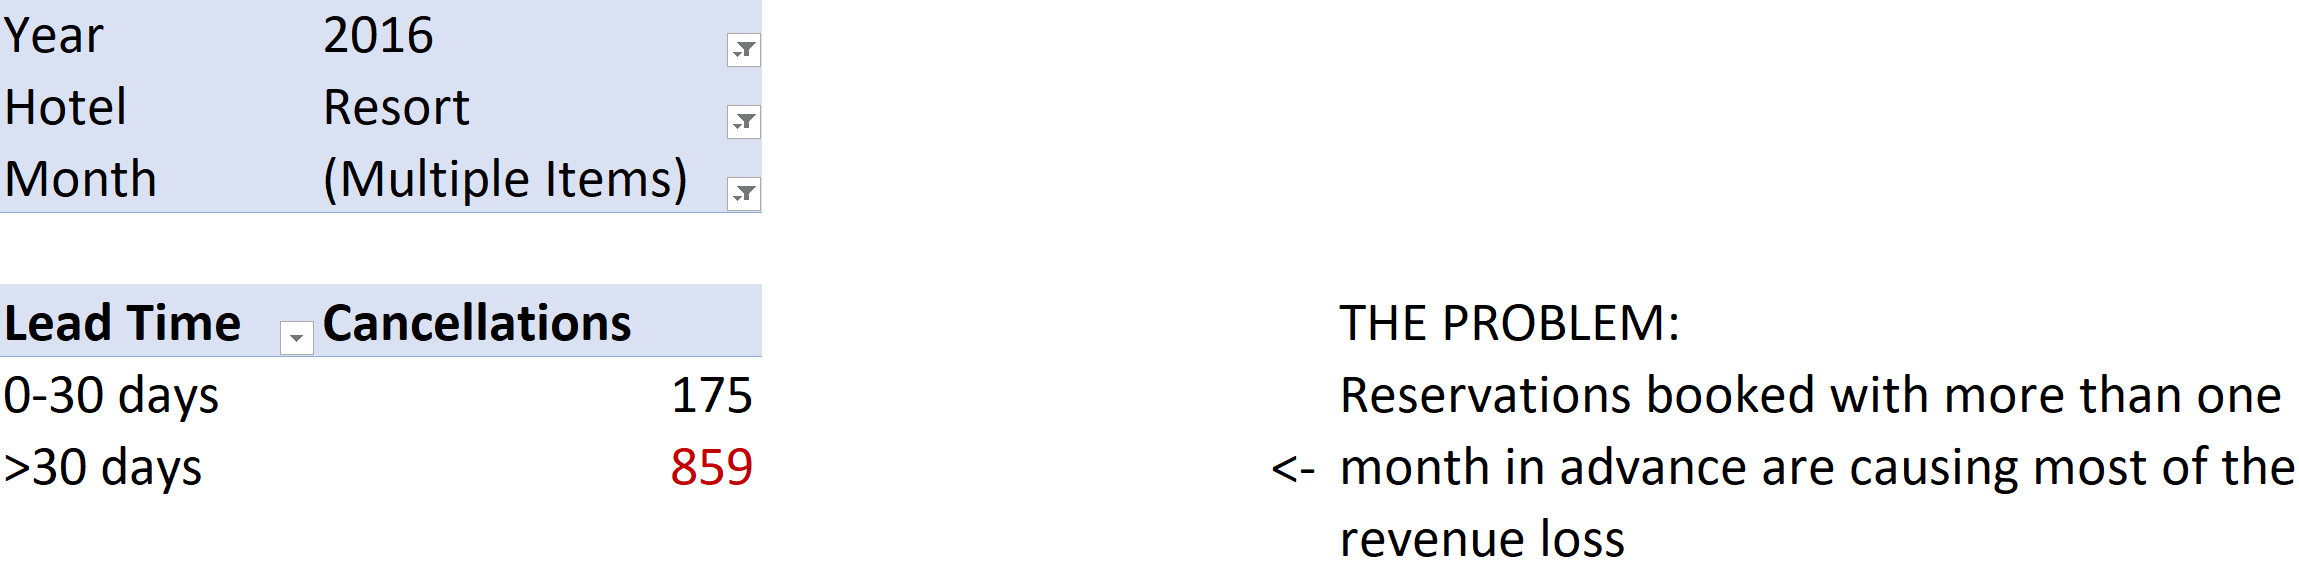 Year 2016
Hotel Resort
Month (Multiple Items)
Lead Time Cancellations
0-30 days 175
>30 days 859
THE PROBLEM:
Reservations booked with more than one
<- month in advance are causing most of the
revenue loss